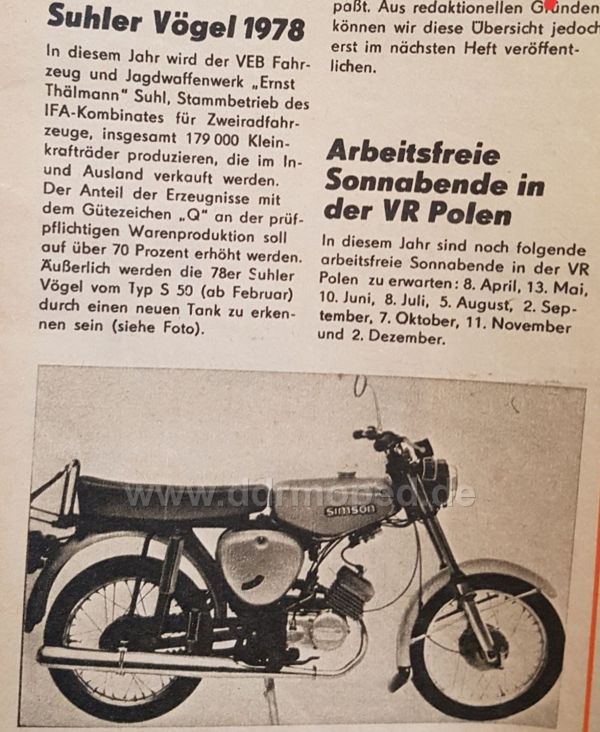 Suhler Vögel 1978
In diesem Jahr wird der VEB Fahr-
zeug und Jagdwaffenwerk „Ernst
Thälmann" Suhl, Stammbetrieb des
IFA-Kombinates für Zweiradfahr-
zeuge, insgesamt 179 000 Klein-
krafträder produzieren, die im In-
und Ausland verkauft werden.
Der Anteil der Erzeugnisse mit
dem Gütezeichen „Q" an der prüf-
pflichtigen Warenproduktion soll
auf über 70 Prozent erhöht werden.
Äußerlich werden die 78er Suhler
Vögel vom Typ S 50 (ab Februar)
durch einen neuen Tank zu erken-
nen sein (siehe Foto).
paßt. Aus redaktionellen Gründen
können wir diese Übersicht jedoch
erst im nächsten Heft veröffent-
lichen.
Arbeitsfreie
Sonnabende in
der VR Polen
In diesem Jahr sind noch folgende
arbeitsfreie Sonnabende in der VR
Polen zu erwarten: 8. April, 13. Mai,
10. Juni, 8. Juli, 5. August, 2. Sep-
tember, 7. Oktober, 11. November
und 2. Dezember.
www.ddrmoped.de
SIMSON